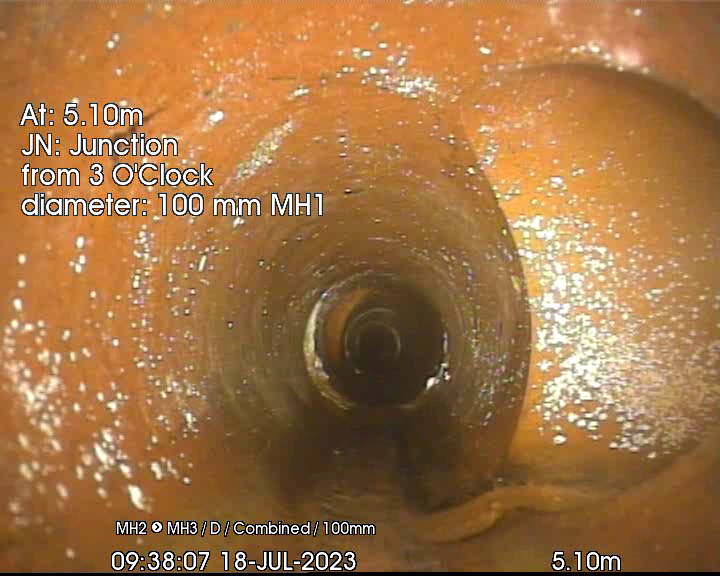 At: 5.10m
JN: Junction
from 3 O'Clock
diameter: 100 mm MH1
MH2 > MH3 / D / Combined / 100mm
09:38:07 18-JUL-2023 5.10m